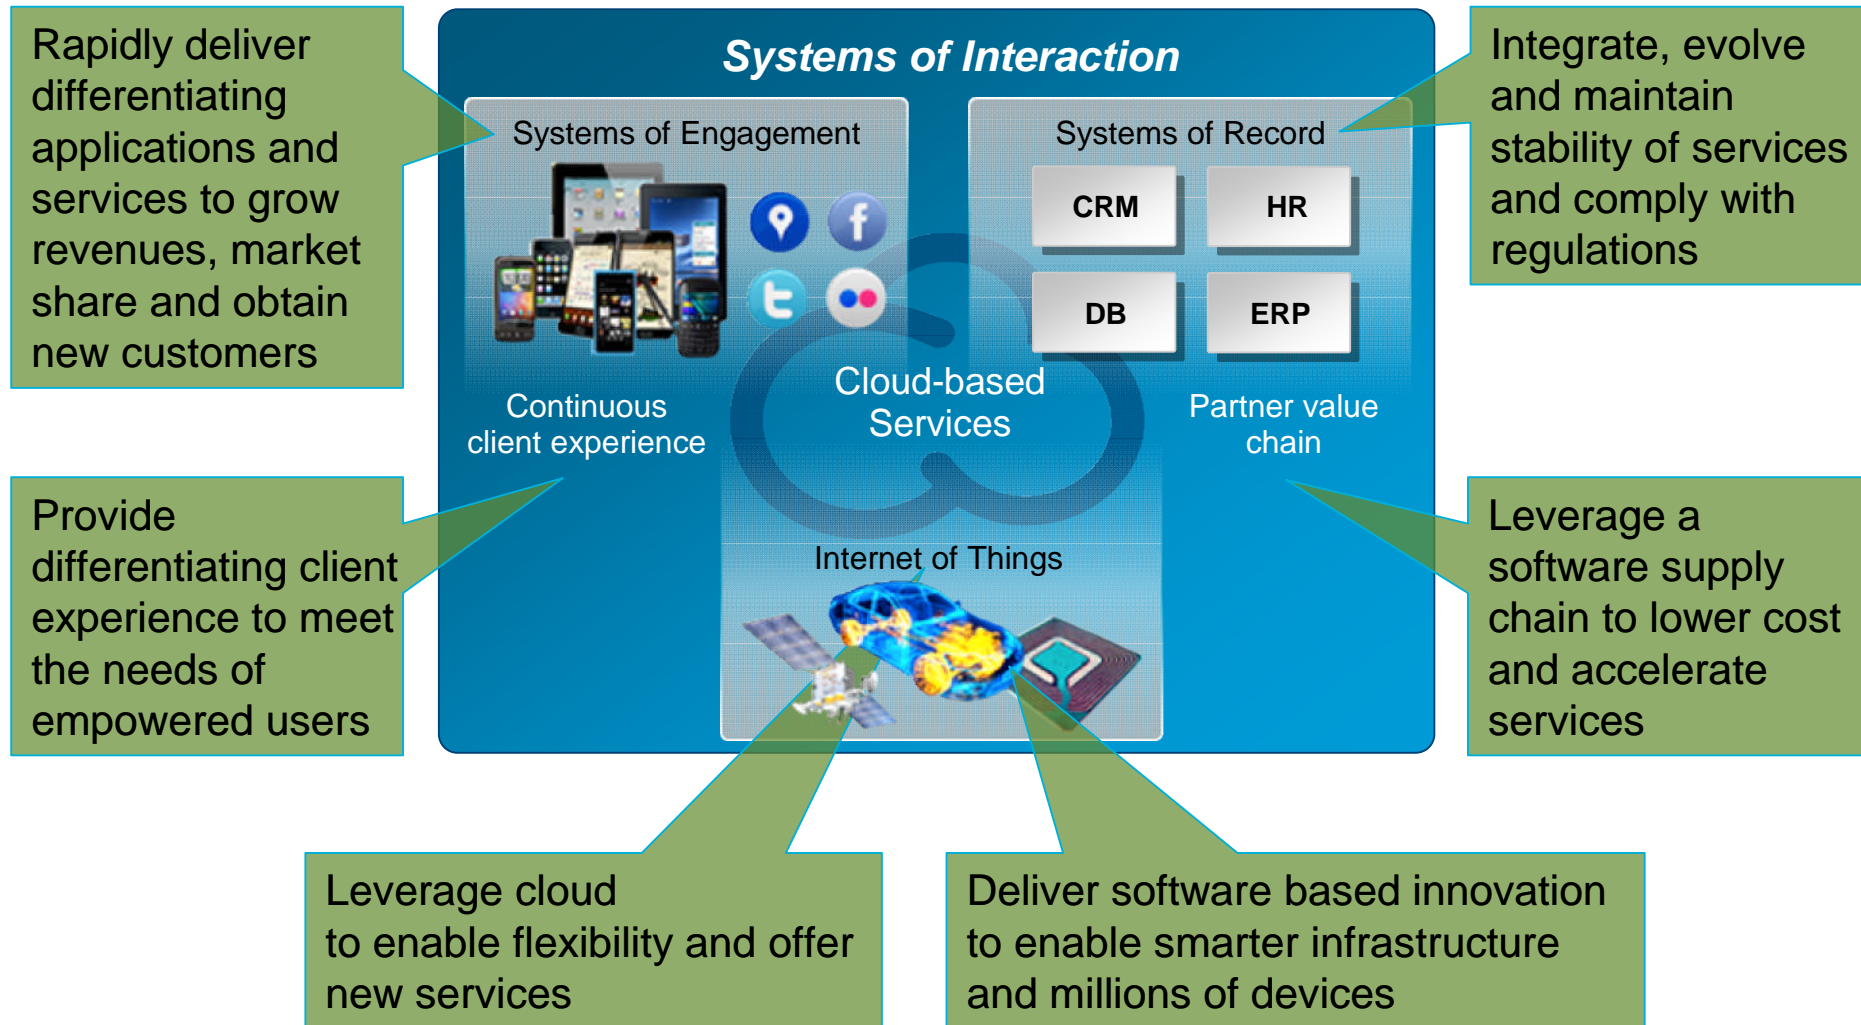 Rapidly deliver
differentiating
applications and
services to grow
revenues, market
share and obtain
new customers
Systems of Interaction
Systems of Engagement
Systems of Record
CRM
HR
DB
ERP
Integrate, evolve
and maintain
stability of services
and comply with
regulations
Continuous
client experience
Cloud-based
Services
Partner value
chain
Internet of Things
Provide
differentiating client
experience to meet
the needs of
empowered users
Leverage a
software supply
chain to lower cost
and accelerate
services
Leverage cloud
to enable flexibility and offer
new services
Deliver software based innovation
to enable smarter infrastructure
and millions of devices